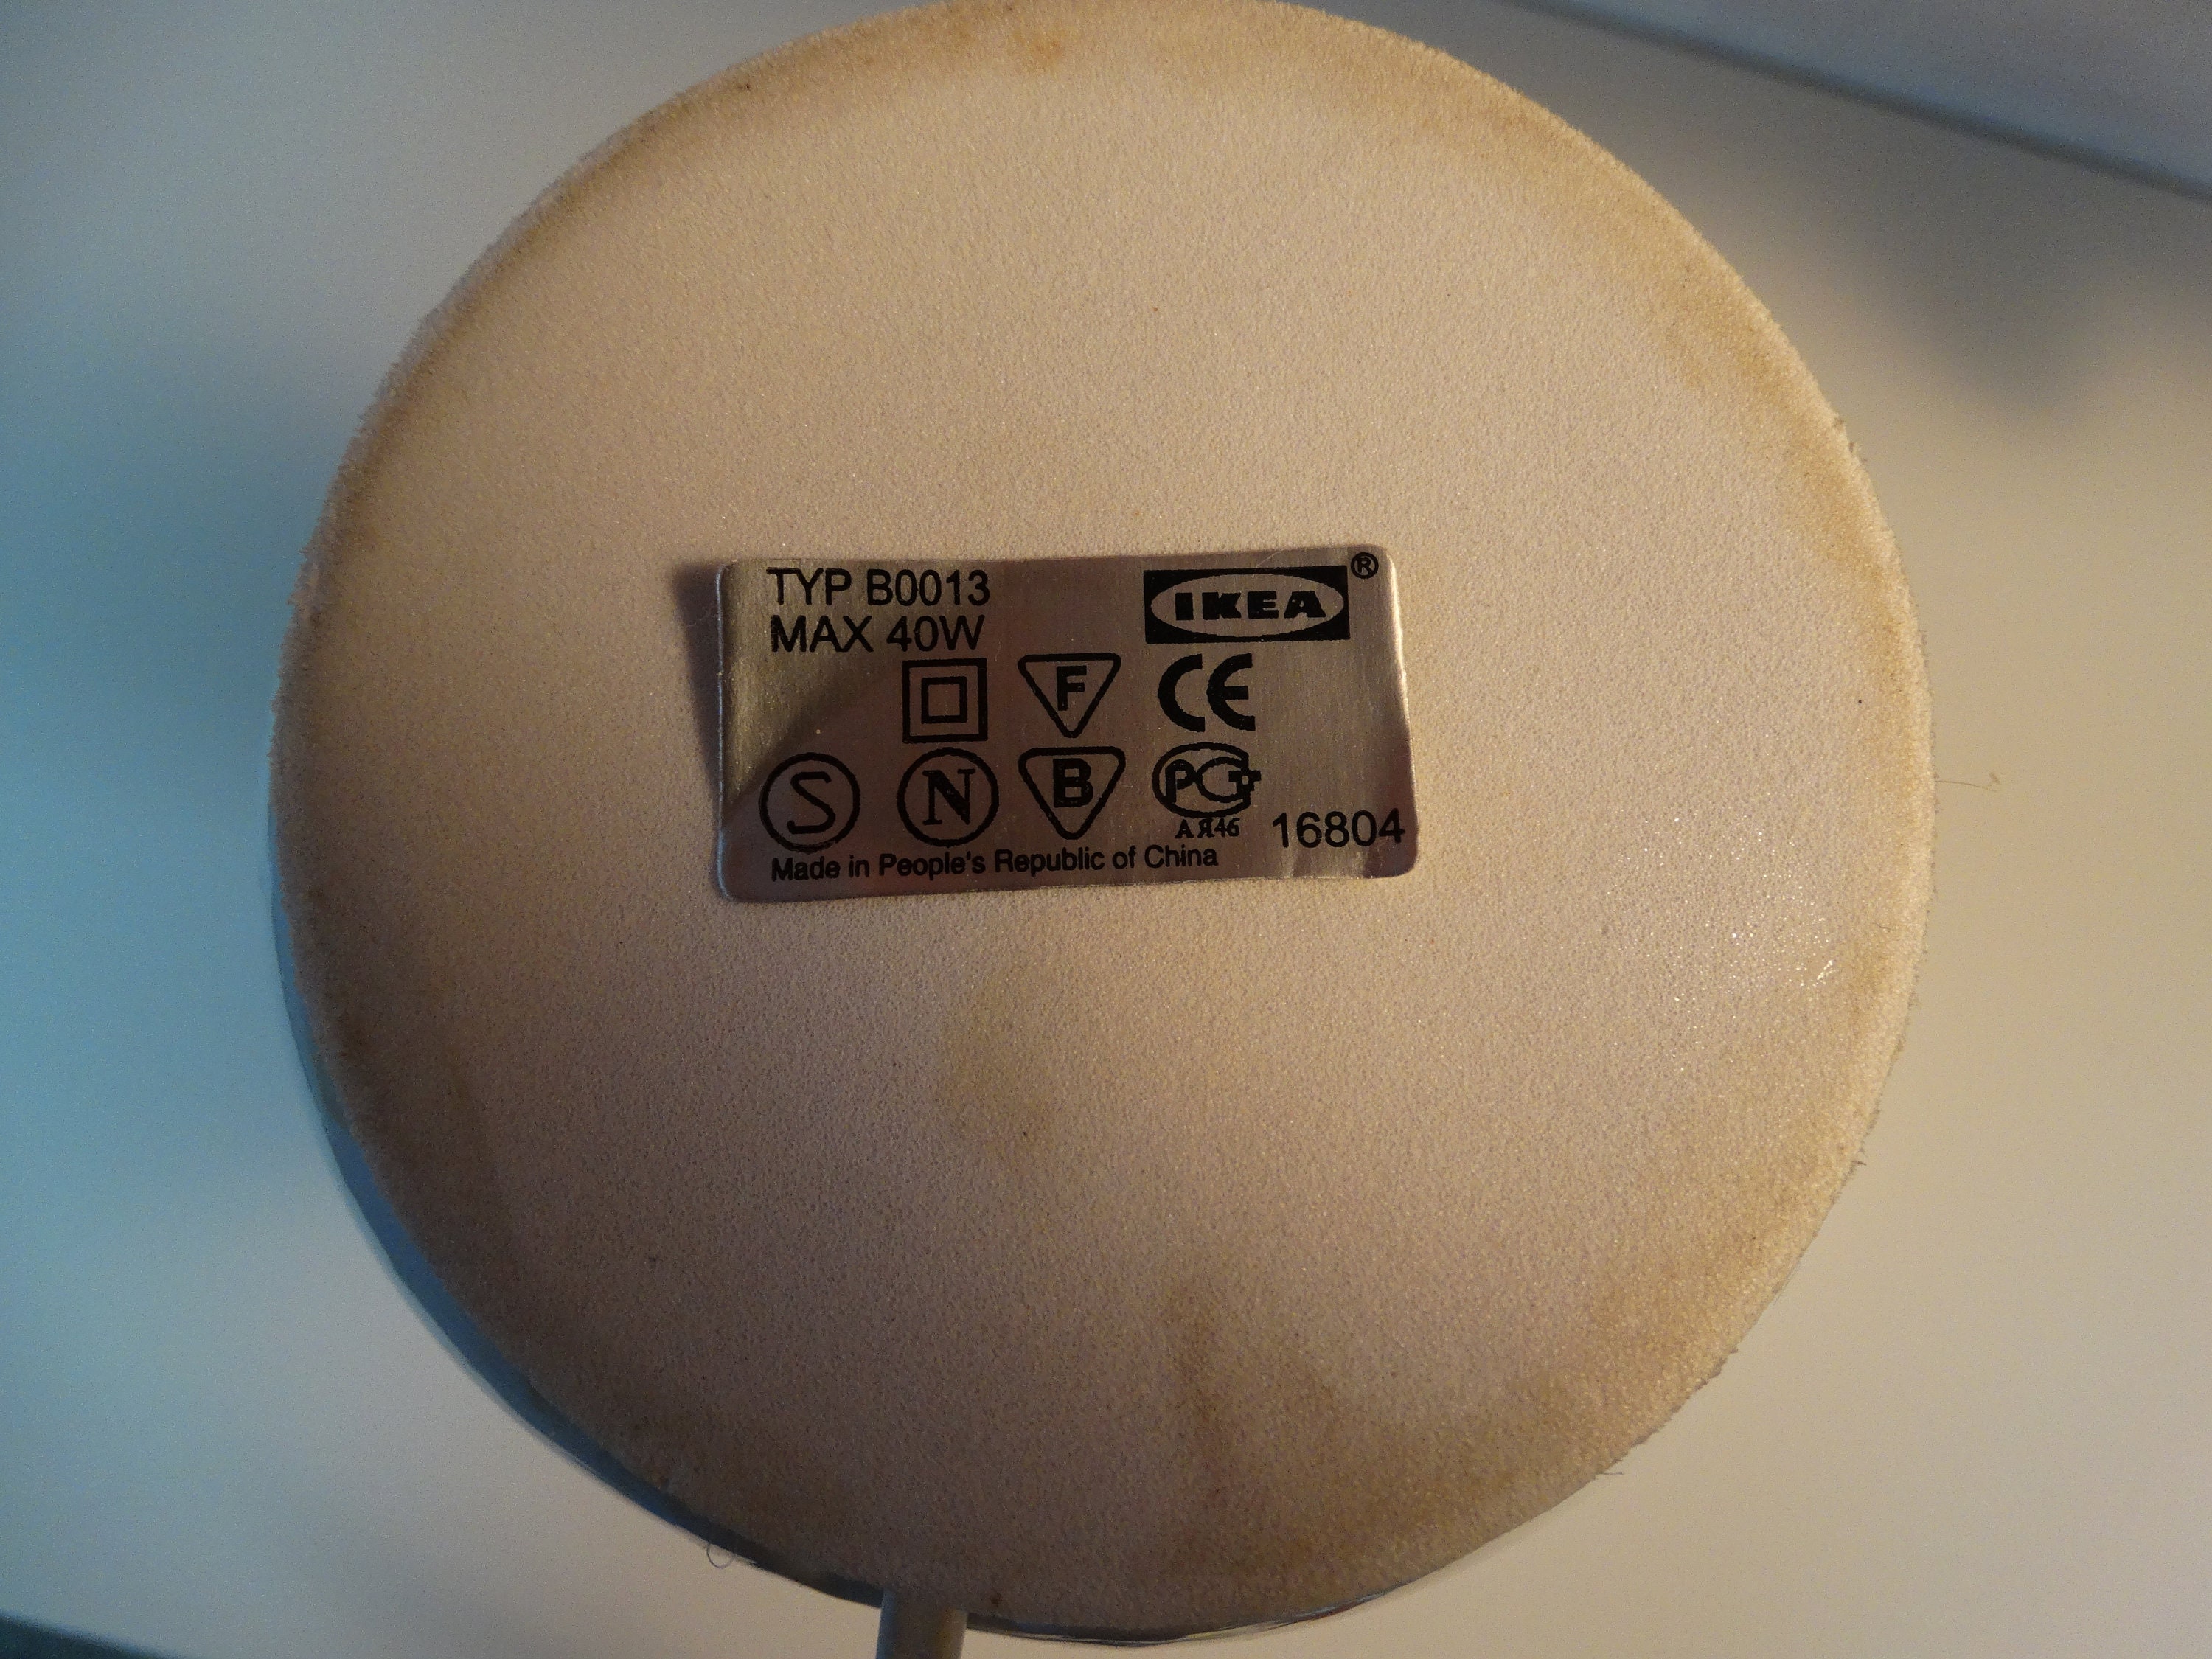 TYP B0013
MAX 40W
IKEA®
F CE
S N B PC
АЯ46 16804
Made in People's Republic of China